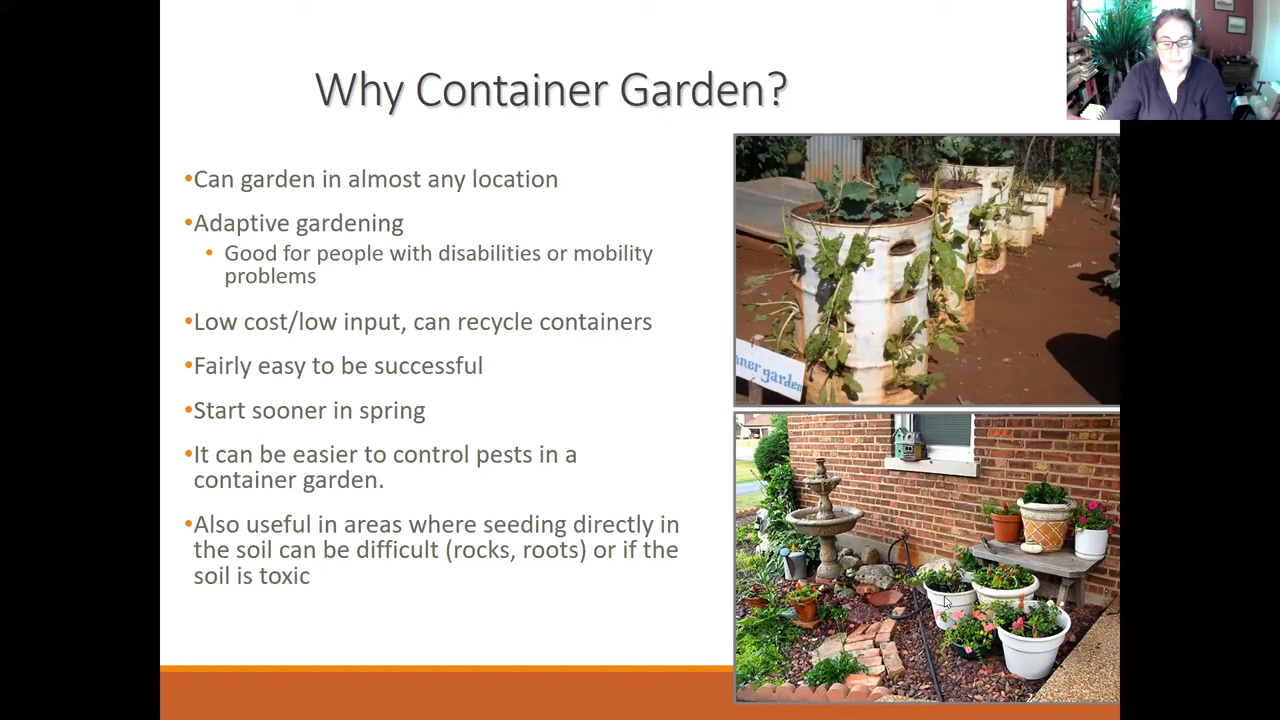 Why Container Garden?
•Can garden in almost any location
•Adaptive gardening
• Good for people with disabilities or mobility
problems
•Low cost/low input, can recycle containers
•Fairly easy to be successful
•Start sooner in spring
•It can be easier to control pests in a
container garden.
•Also useful in areas where seeding directly in
the soil can be difficult (rocks, roots) or if the
soil is toxic
garden